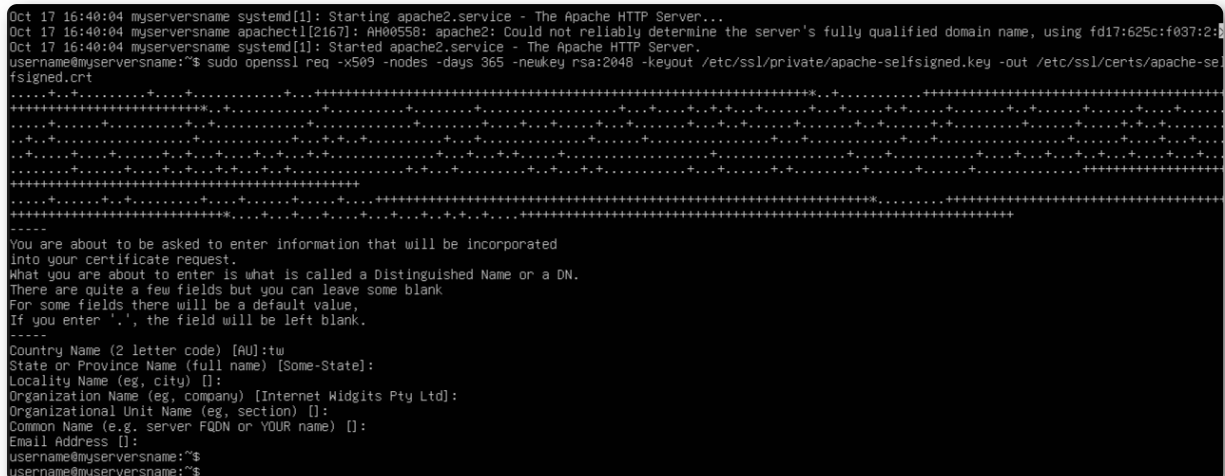 Oct 17 16:40:04 myserversname systemd[1]: Starting apache2.service - The Apache HTTP Server...
Oct 17 16:40:04 myserversname apachectl[2167]: AH00558: apache2: Could not reliably determine the server's fully qualified domain name, using fd17:625c:f037:2:
Oct 17 16:40:04 myserversname systemd[1]: Started apache2.service - The Apache HTTP Server.
username@myserversname:~$ sudo openssl req -x509 -nodes -days 365 -newkey rsa:2048 -keyout /etc/ssl/private/apache-selfsigned.key -out /etc/ssl/certs/apache-sel
fsigned.crt
-----
You are about to be asked to enter information that will be incorporated
into your certificate request.
What you are about to enter is what is called a Distinguished Name or a DN.
There are quite a few fields but you can leave some blank
For some fields there will be a default value,
If you enter '.', the field will be left blank.
-----
Country Name (2 letter code) [AU]:tw
State or Province Name (full name) [Some-State]:
Locality Name (eg, city) []:
Organization Name (eg, company) [Internet Widgits Pty Ltd]:
Organizational Unit Name (eg, section) []:
Common Name (e.g. server FQDN or YOUR name) []:
Email Address []:
username@myserversname:~$
username@myserversname:~$